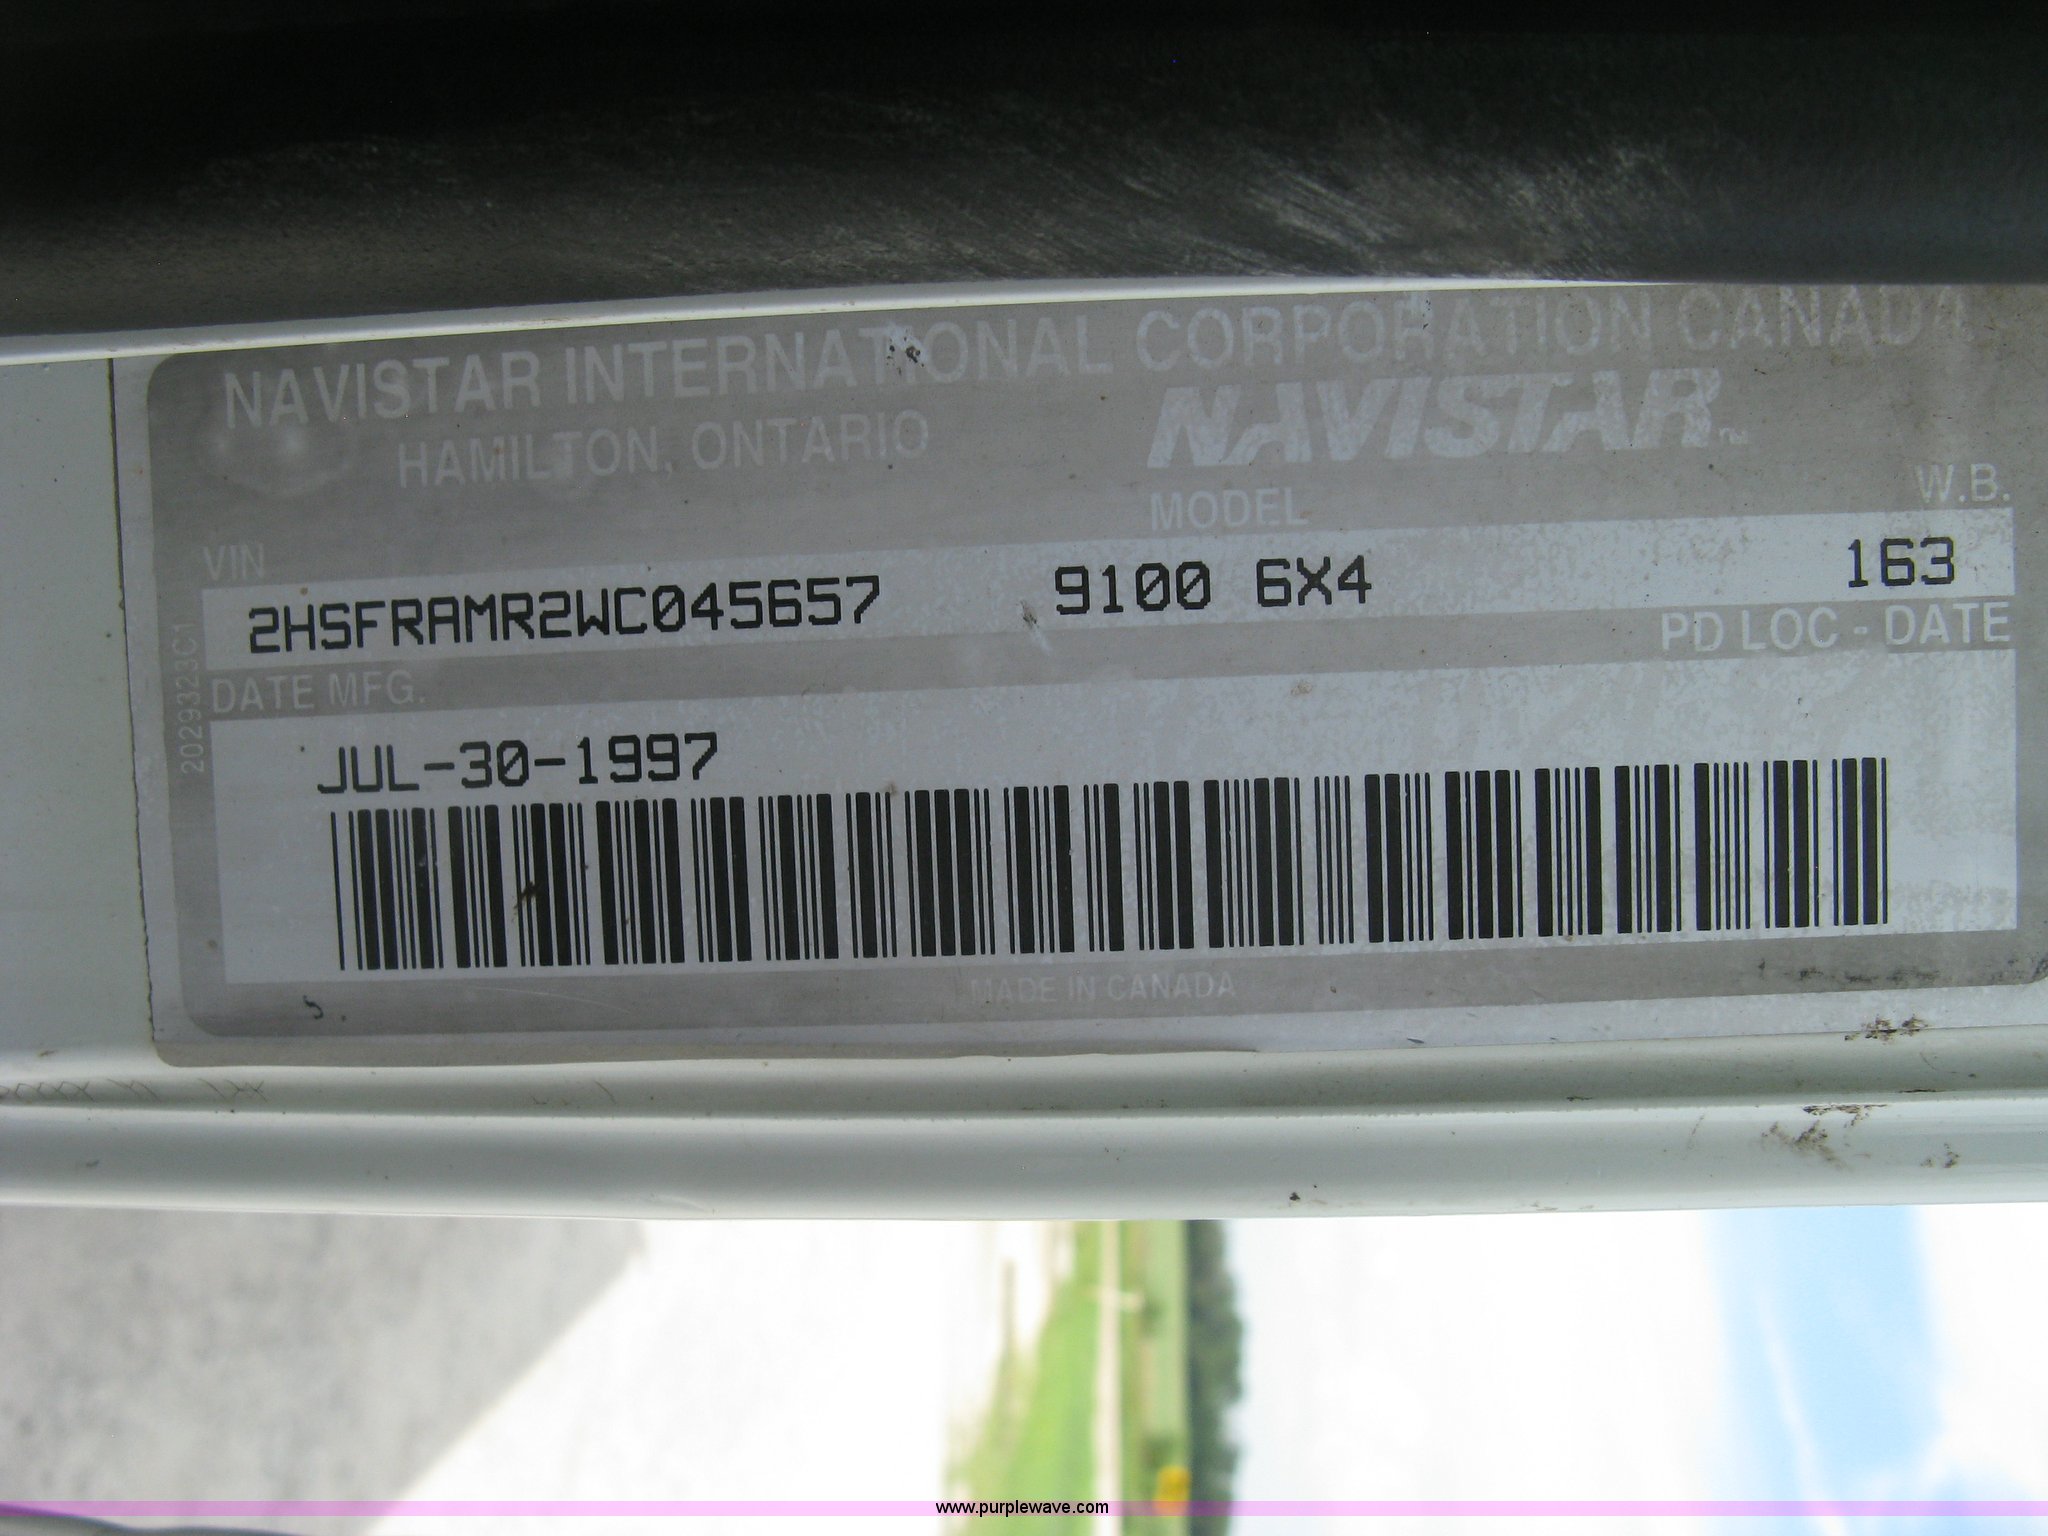 NAVISTAR INTERNATIONAL CORPORATION CANADA
HAMILTON, ONTARIO
NAVISTAR TM
VIN MODEL W.B.
2HSFRAMR2WC045657 9100 6X4 163
DATE MFG. PD LOC - DATE
JUL-30-1997
2029323C1
MADE IN CANADA
www.purplewave.com